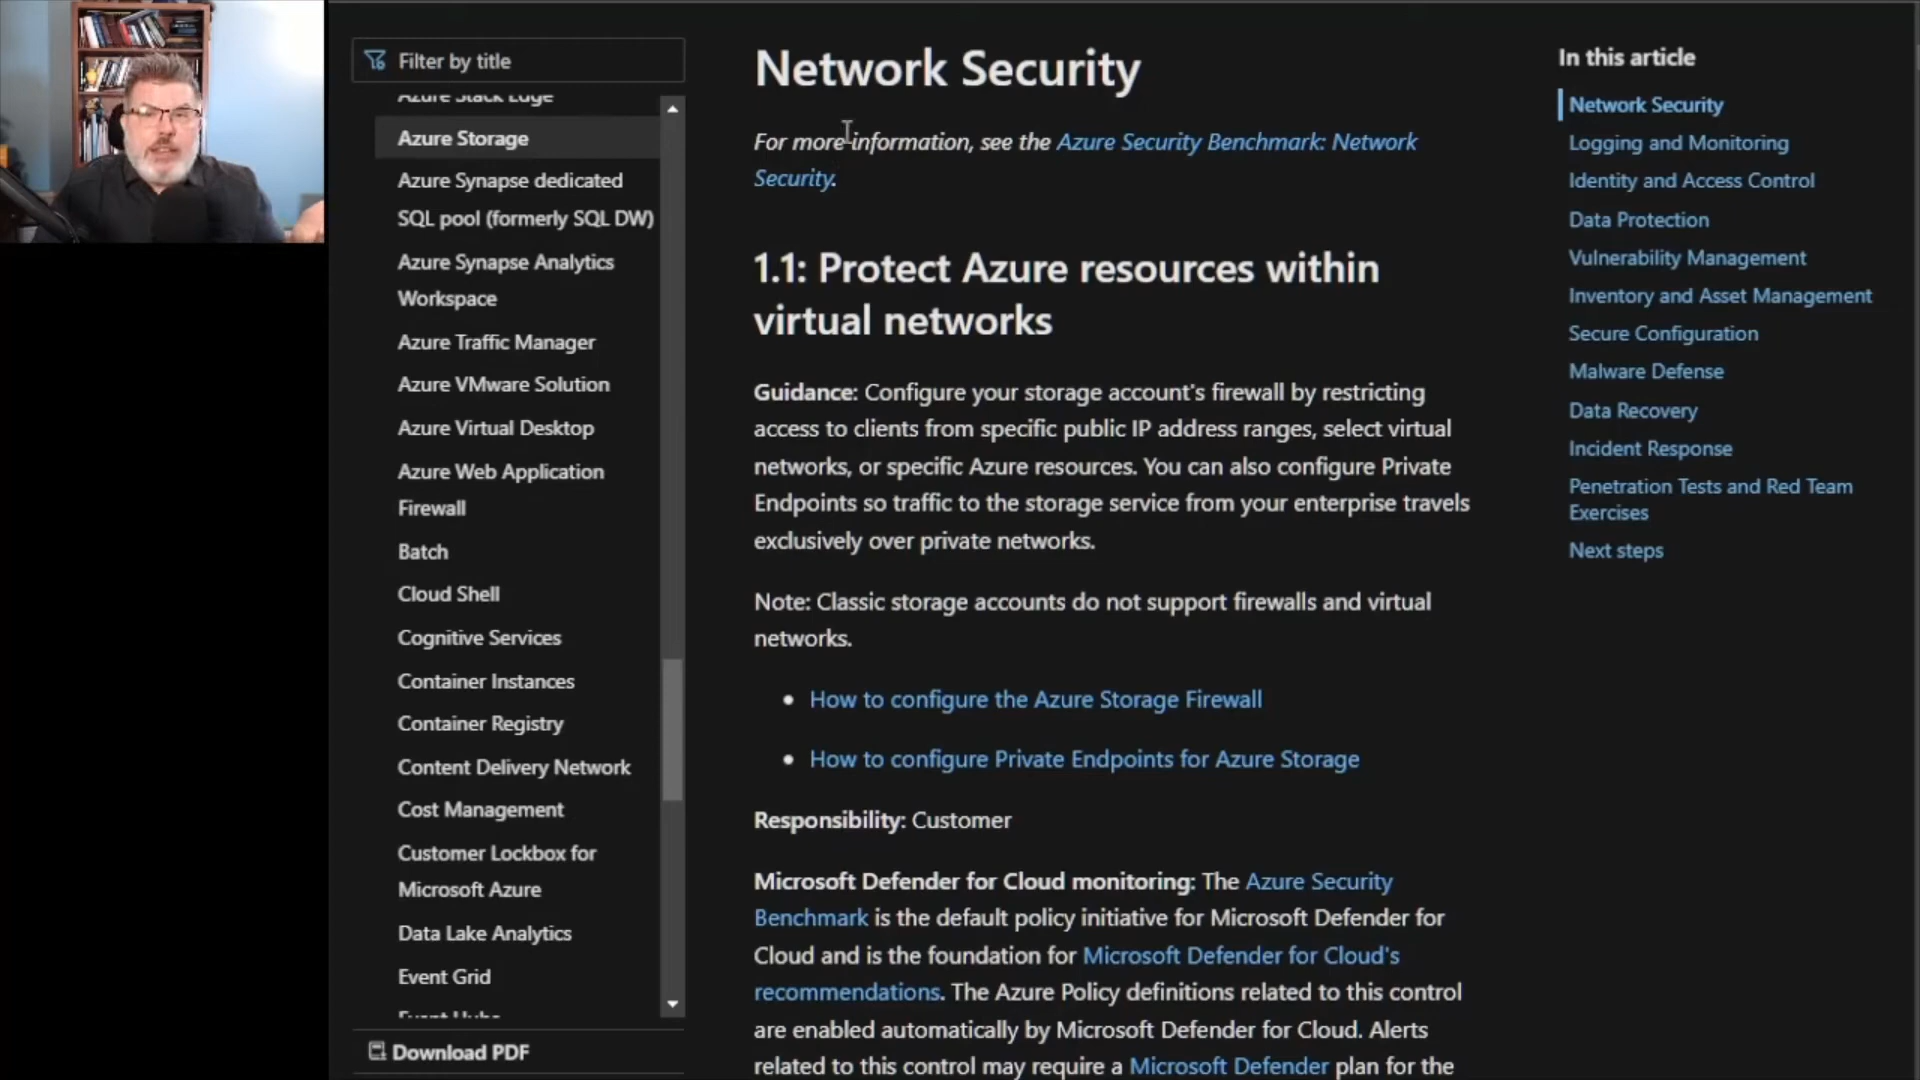 Filter by title
Azure Stack Edge
Azure Storage
Azure Synapse dedicated
SQL pool (formerly SQL DW)
Azure Synapse Analytics
Workspace
Azure Traffic Manager
Azure VMware Solution
Azure Virtual Desktop
Azure Web Application
Firewall
Batch
Cloud Shell
Cognitive Services
Container Instances
Container Registry
Content Delivery Network
Cost Management
Customer Lockbox for
Microsoft Azure
Data Lake Analytics
Event Grid
Event Hubs
Download PDF
Network Security
For more information, see the Azure Security Benchmark: Network
Security.
1.1: Protect Azure resources within
virtual networks
Guidance: Configure your storage account's firewall by restricting
access to clients from specific public IP address ranges, select virtual
networks, or specific Azure resources. You can also configure Private
Endpoints so traffic to the storage service from your enterprise travels
exclusively over private networks.
Note: Classic storage accounts do not support firewalls and virtual
networks.
• How to configure the Azure Storage Firewall
• How to configure Private Endpoints for Azure Storage
Responsibility: Customer
Microsoft Defender for Cloud monitoring: The Azure Security
Benchmark is the default policy initiative for Microsoft Defender for
Cloud and is the foundation for Microsoft Defender for Cloud's
recommendations. The Azure Policy definitions related to this control
are enabled automatically by Microsoft Defender for Cloud. Alerts
related to this control may require a Microsoft Defender plan for the
In this article
Network Security
Logging and Monitoring
Identity and Access Control
Data Protection
Vulnerability Management
Inventory and Asset Management
Secure Configuration
Malware Defense
Data Recovery
Incident Response
Penetration Tests and Red Team
Exercises
Next steps